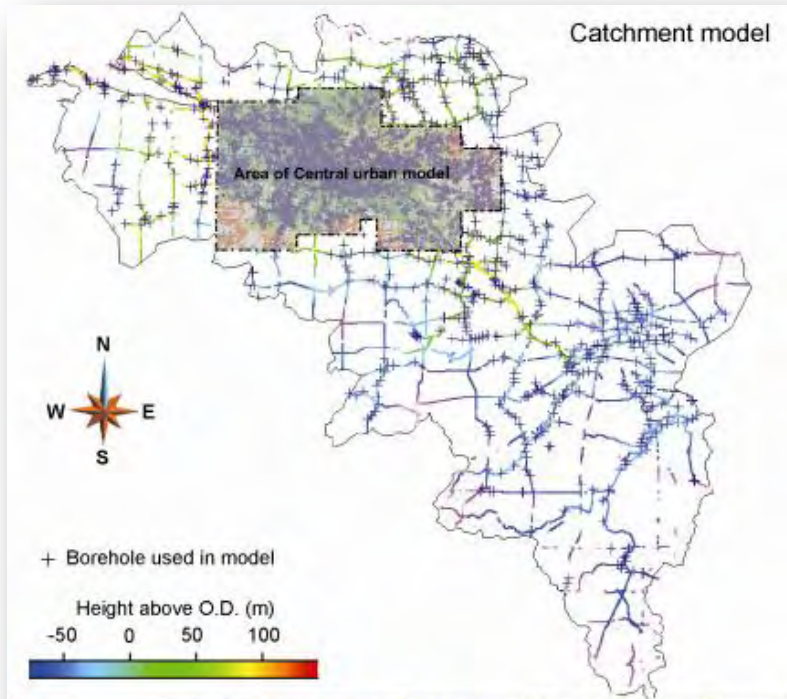 Catchment model
Area of Central urban model
N
W E
S
+ Borehole used in model
Height above O.D. (m)
-50 0 50 100